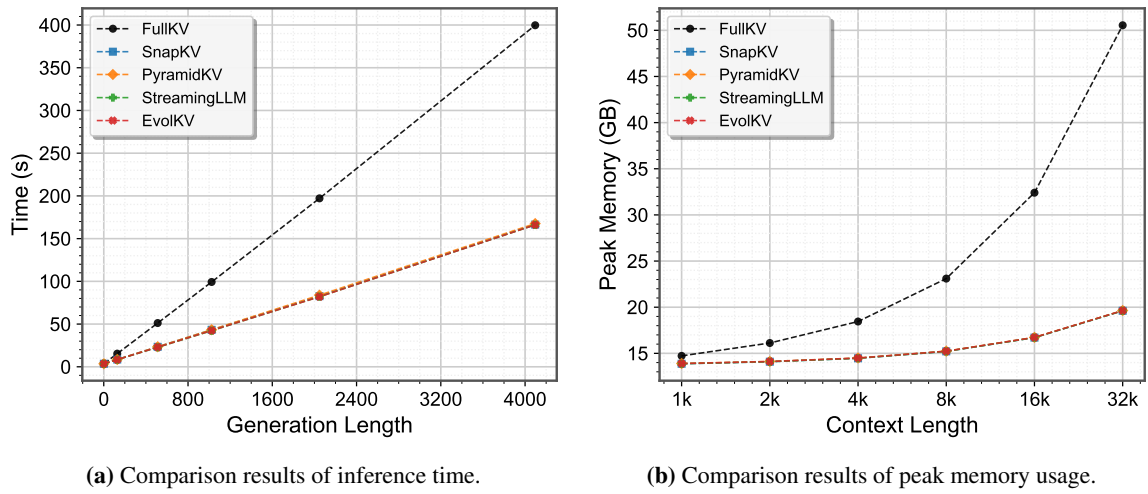 FullKV
SnapKV
PyramidKV
StreamingLLM
EvolKV
400
350
300
250
200
150
100
50
0
Time (s)
0 800 1600 2400 3200 4000
Generation Length
(a) Comparison results of inference time.
FullKV
SnapKV
PyramidKV
StreamingLLM
EvolKV
50
45
40
35
30
25
20
15
Peak Memory (GB)
1k 2k 4k 8k 16k 32k
Context Length
(b) Comparison results of peak memory usage.